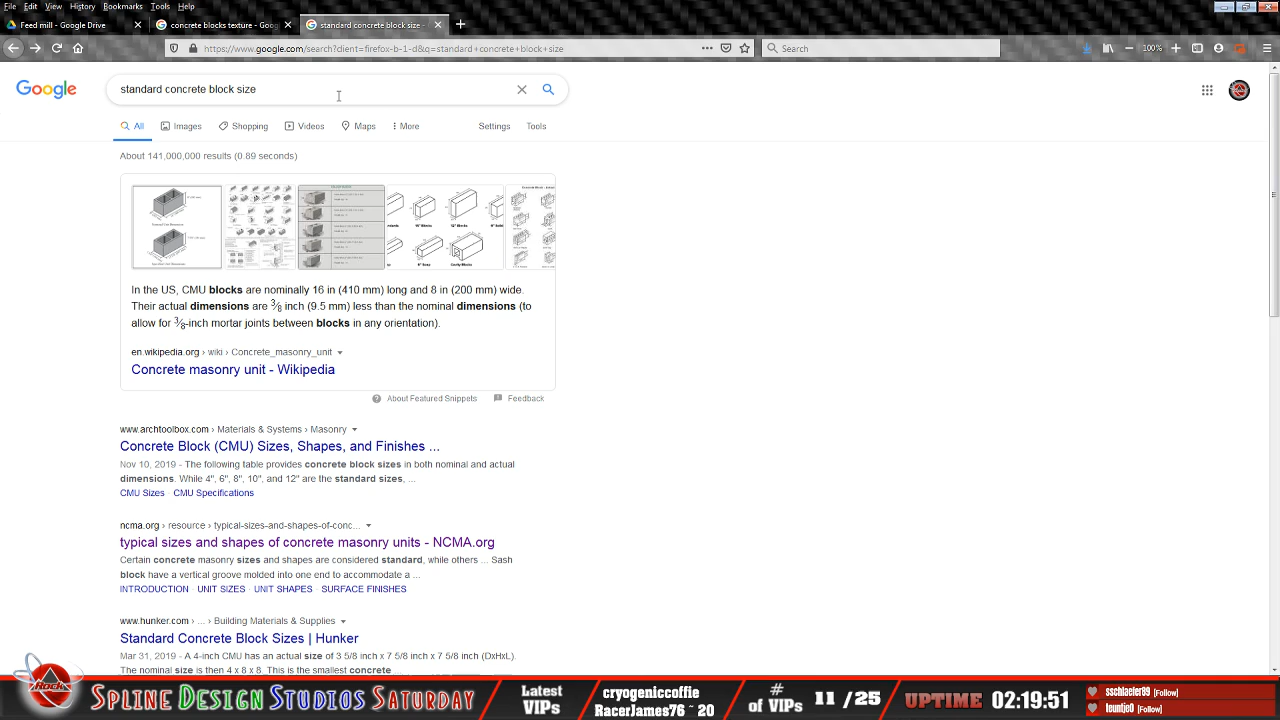 File Edit View History Bookmarks Tools Help
Feed mill - Google Drive
concrete blocks texture - Goog
standard concrete block size -
https://www.google.com/search?client=firefox-b-1-d&q=standard+concrete+block+size
Search
100%
Google
standard concrete block size
All Images Shopping Videos Maps More Settings Tools
About 141,000,000 results (0.89 seconds)
In the US, CMU blocks are nominally 16 in (410 mm) long and 8 in (200 mm) wide.
Their actual dimensions are 3⁄8 inch (9.5 mm) less than the nominal dimensions (to
allow for 3⁄8-inch mortar joints between blocks in any orientation).
en.wikipedia.org › wiki › Concrete_masonry_unit
Concrete masonry unit - Wikipedia
About Featured Snippets Feedback
www.archtoolbox.com › Materials & Systems › Masonry
Concrete Block (CMU) Sizes, Shapes, and Finishes ...
Nov 10, 2019 - The following table provides concrete block sizes in both nominal and actual
dimensions. While 4", 6", 8", 10", and 12" are the standard sizes, ...
CMU Sizes · CMU Specifications
ncma.org › resource › typical-sizes-and-shapes-of-conc...
typical sizes and shapes of concrete masonry units - NCMA.org
Certain concrete masonry sizes and shapes are considered standard, while others ... Sash
block have a vertical groove molded into one end to accommodate a ...
INTRODUCTION · UNIT SIZES · UNIT SHAPES · SURFACE FINISHES
www.hunker.com › ... › Building Materials & Supplies
Standard Concrete Block Sizes | Hunker
Mar 31, 2019 - A 4-inch CMU has an actual size of 3 5/8 inch x 7 5/8 inch x 7 5/8 inch (DxHxL).
The nominal size is then 4 x 8 x 8. This is the smallest concrete
Spline Design Studios Saturday
Latest VIPs
cryogeniccoffie
RacerJames76 ~ 20
# of VIPs
11 / 25
Uptime
02:19:51
sschlaefer89 [Follow]
teuntje0 [Follow]